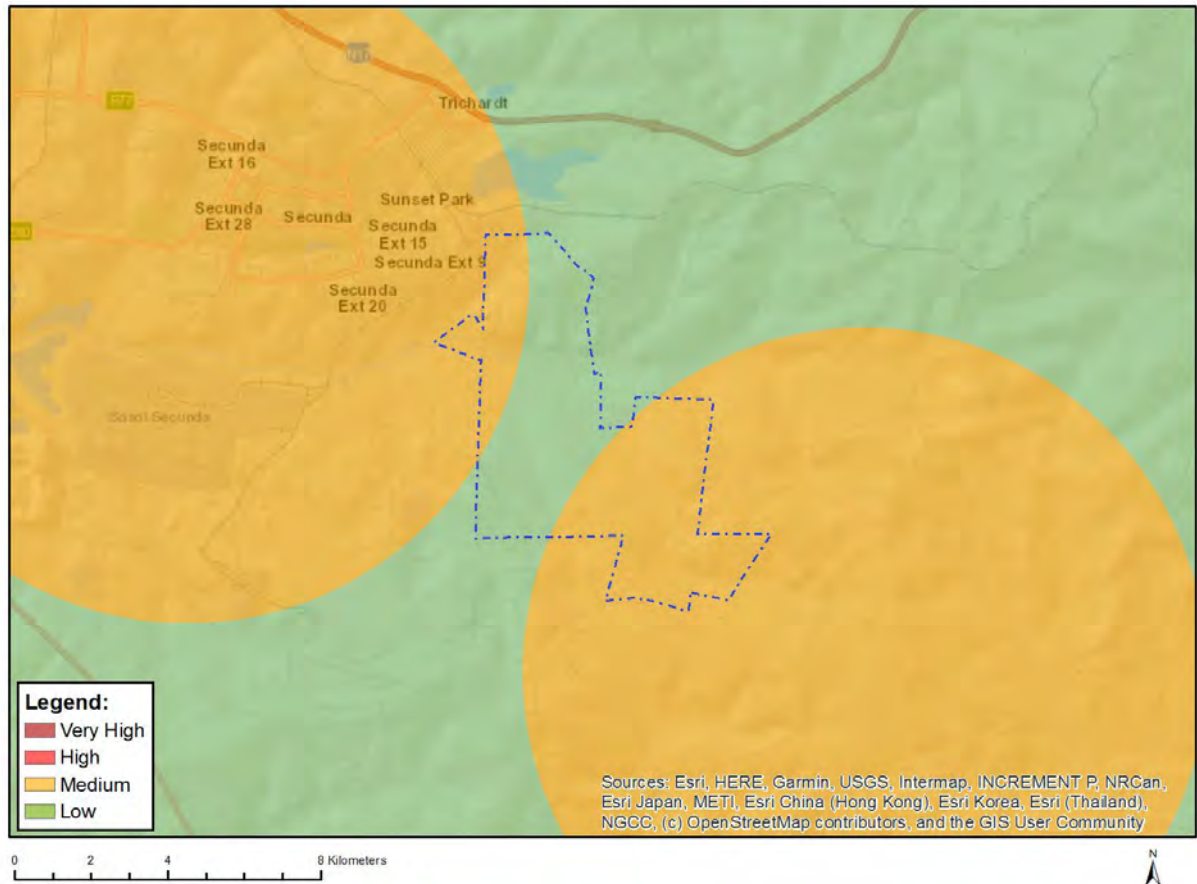 Trichardt
Secunda
Ext 16
Sunset Park
Secunda
Ext 28
Secunda
Secunda
Ext 15
Secunda Ext 9
Secunda
Ext 20
Sasol Secunda
Legend:
Very High
High
Medium
Low
Sources: Esri, HERE, Garmin, USGS, Intermap, INCREMENT P, NRCan,
Esri Japan, METI, Esri China (Hong Kong), Esri Korea, Esri (Thailand),
NGCC, (c) OpenStreetMap contributors, and the GIS User Community
0 2 4 8 Kilometers
N